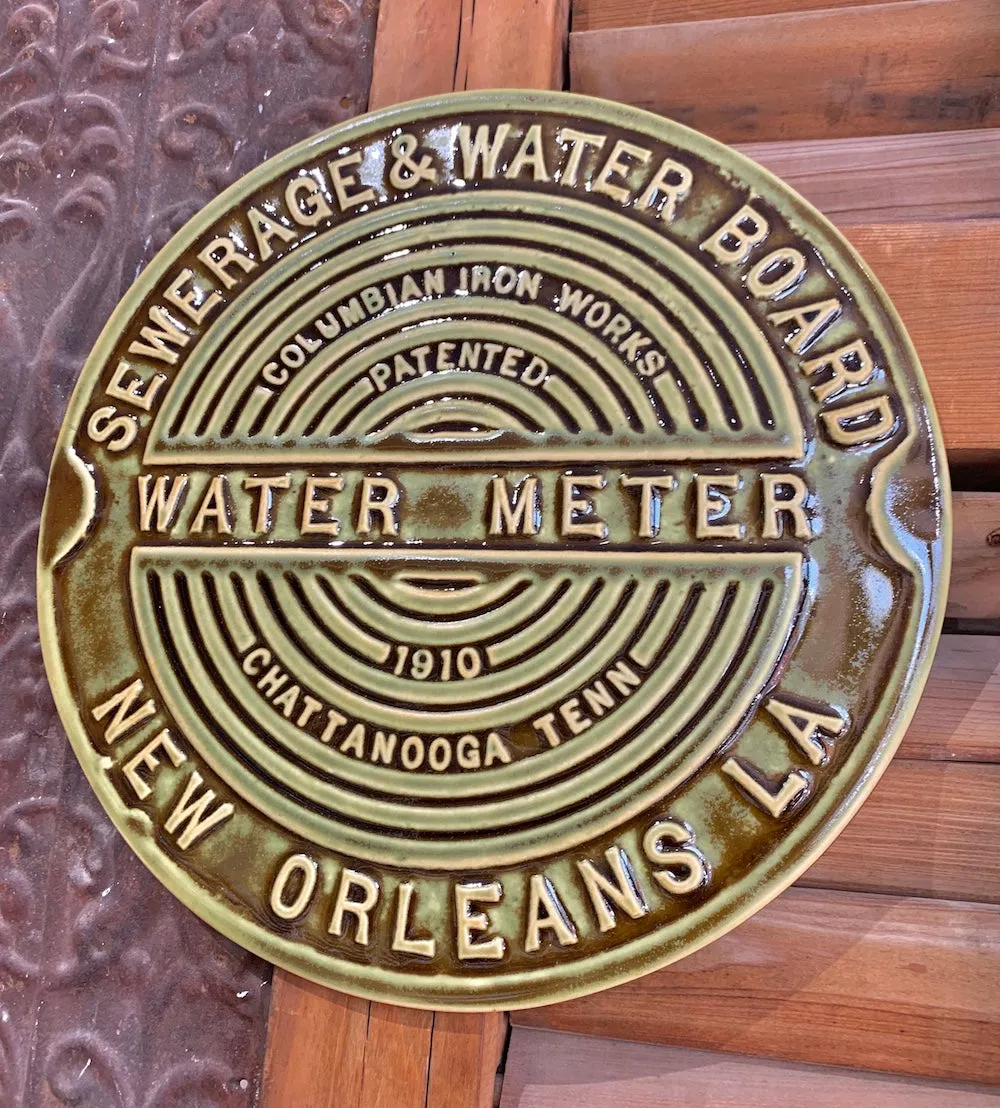 SEWERAGE & WATER BOARD
COLUMBIAN IRON WORKS
PATENTED
WATER METER
1910
CHATTANOOGA TENN
NEW ORLEANS LA